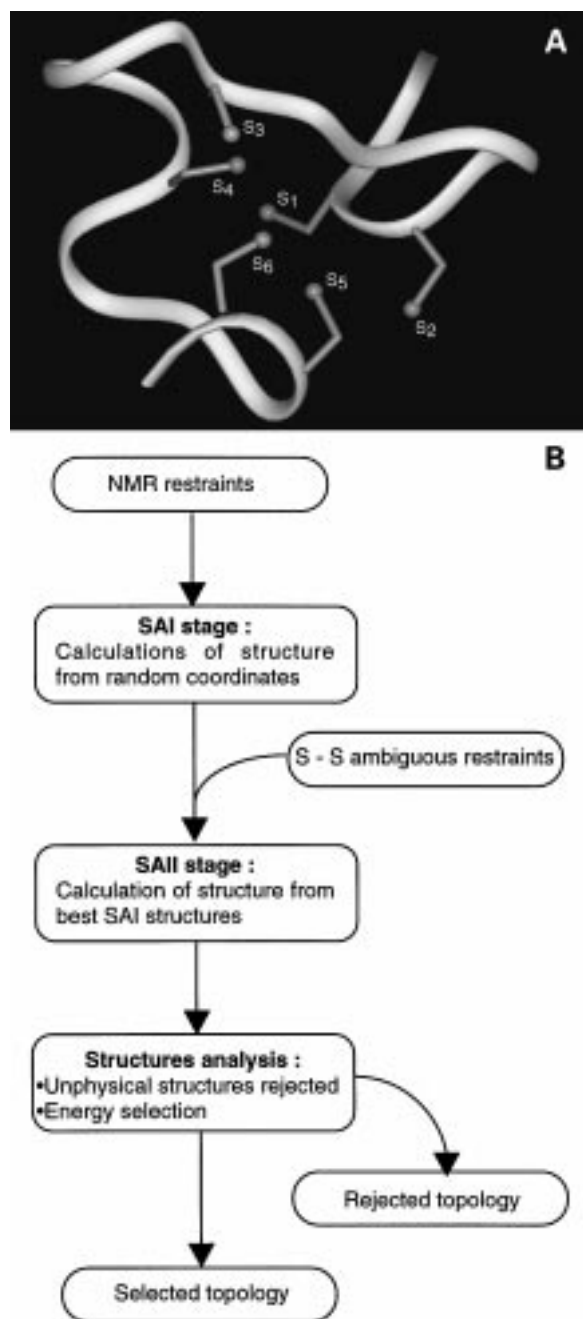 A
S3
S4
S1
S6
S5
S2
B
NMR restraints
SAI stage :
Calculations of structure
from random coordinates
S - S ambiguous restraints
SAII stage :
Calculation of structure from
best SAI structures
Structures analysis :
•Unphysical structures rejected
•Energy selection
Rejected topology
Selected topology